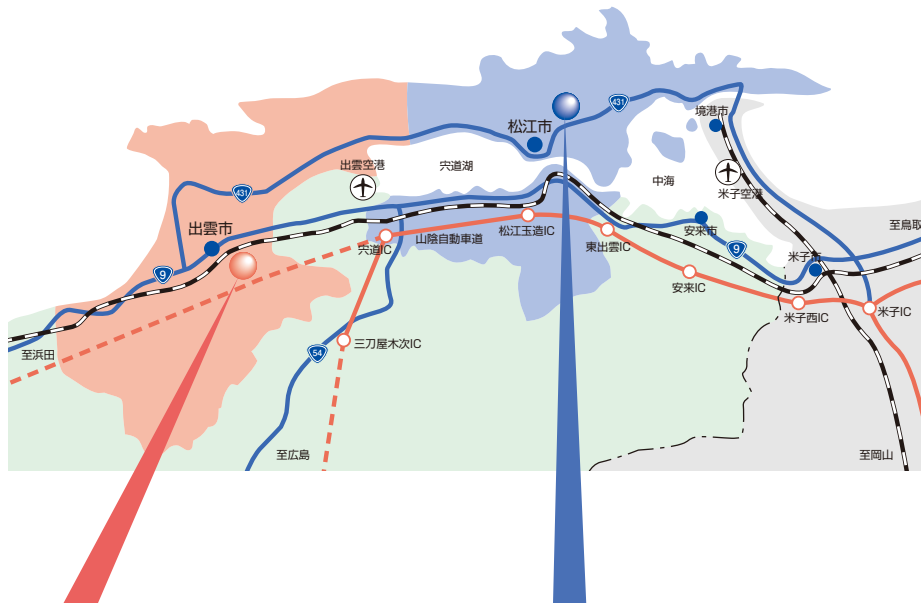 431
境港市
松江市
出雲空港
宍道湖
中海
米子空港
431
出雲市
至鳥取
安来市
松江玉造IC
山陰自動車道
東出雲IC
宍道IC
9
米子市
9
安来IC
米子西IC
米子IC
三刀屋木次IC
54
至浜田
至広島
至岡山